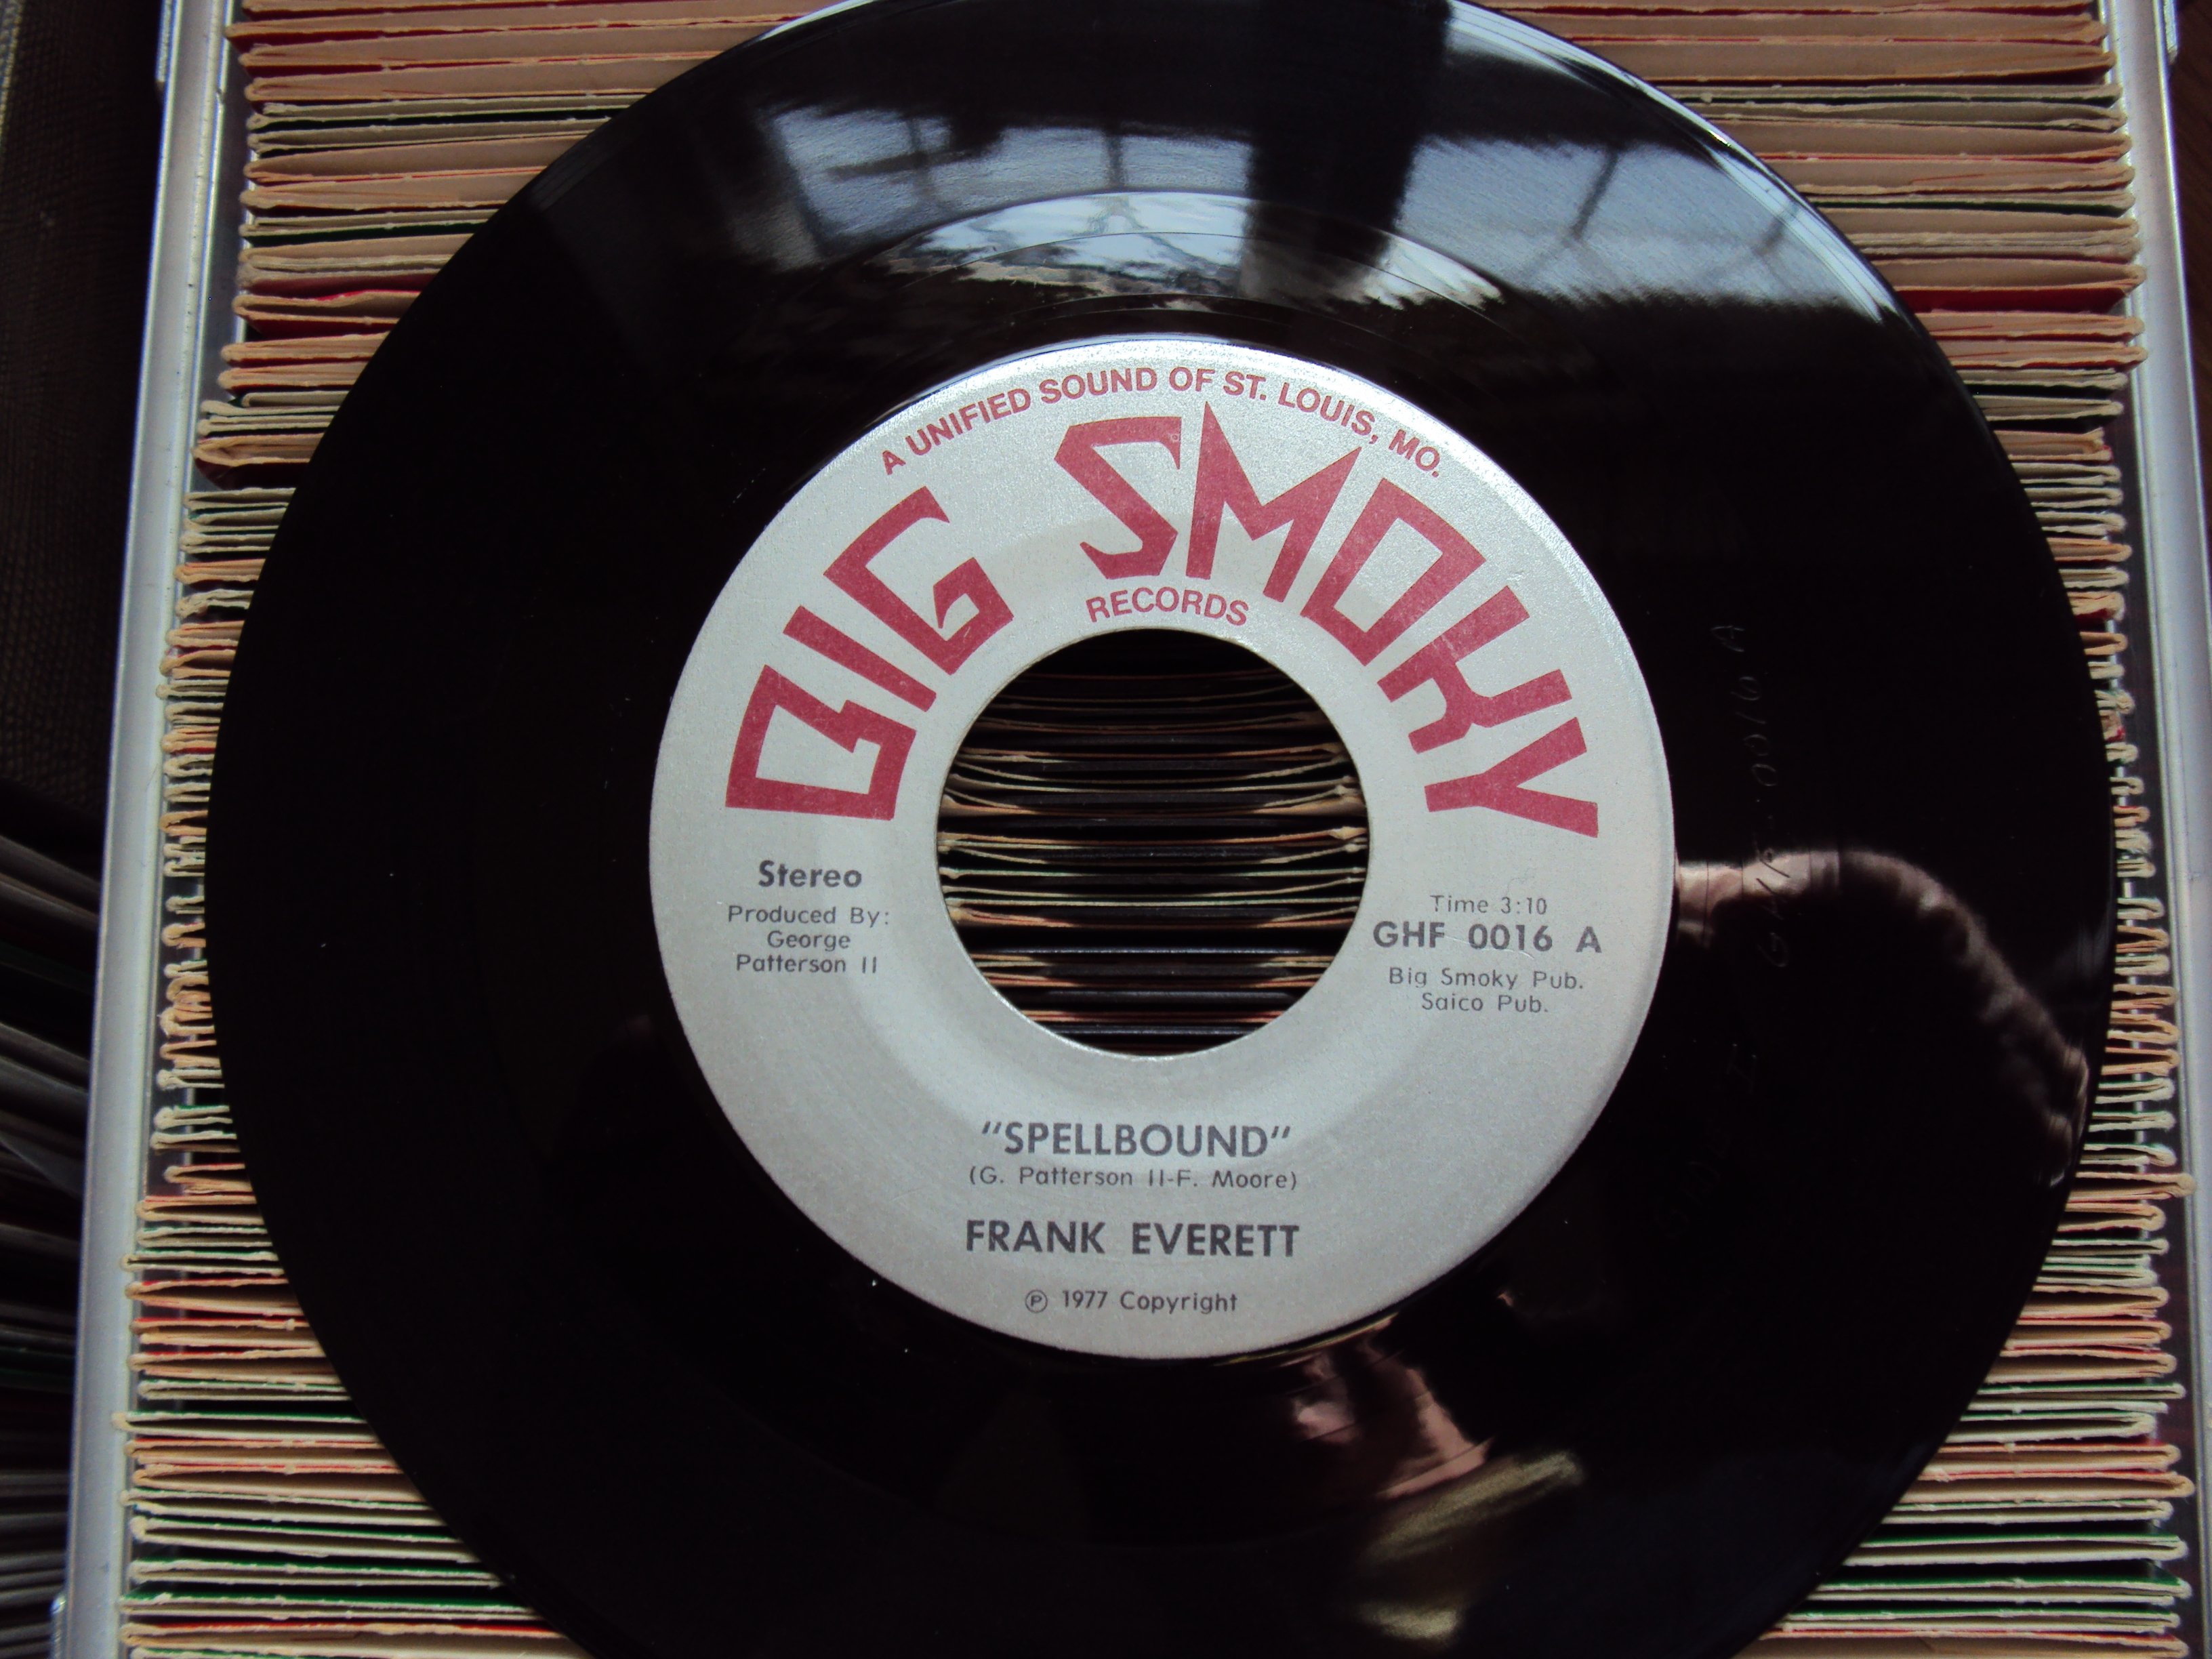 A UNIFIED SOUND OF ST. LOUIS, MO.
BIG SMOKY
RECORDS
Stereo
Produced By:
George
Patterson II
Time 3:10
GHF 0016 A
Big Smoky Pub.
Saico Pub.
"SPELLBOUND"
(G. Patterson II-F. Moore)
FRANK EVERETT
℗ 1977 Copyright